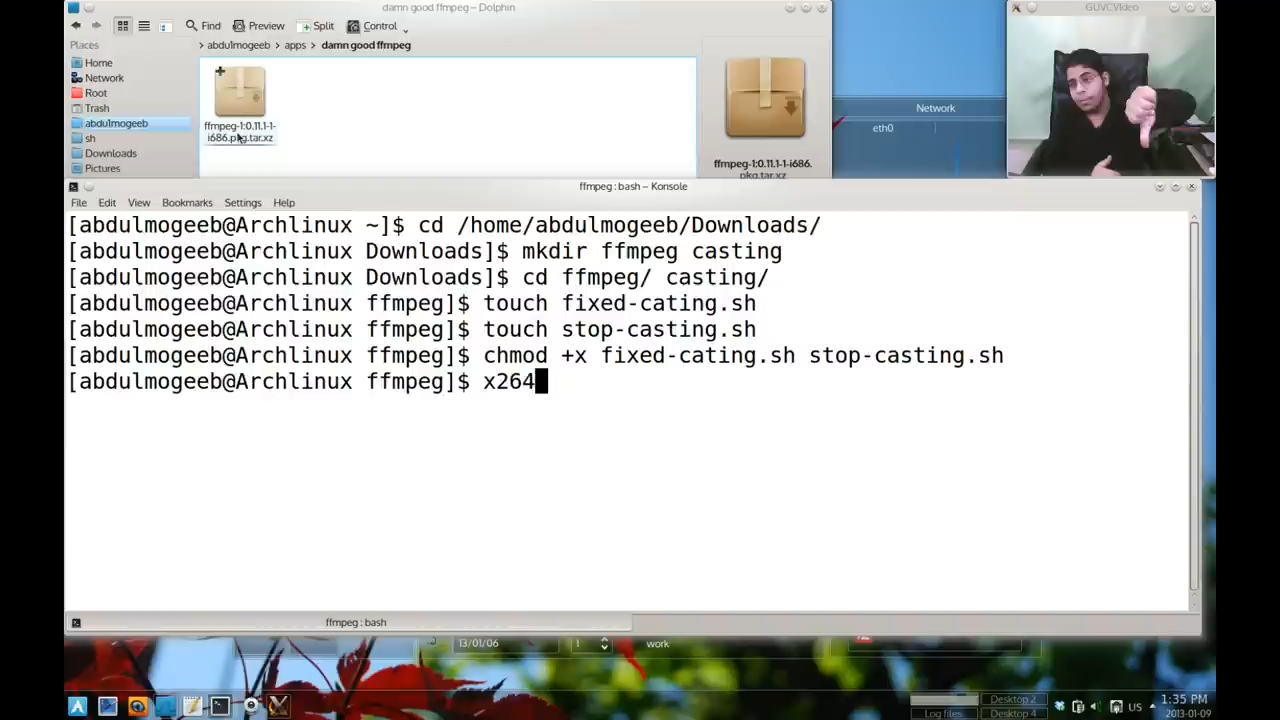 damn good ffmpeg – Dolphin
GUVCVideo
Find Preview Split Control
Places
> abdulmogeeb > apps > damn good ffmpeg
Home
Network
Root
Trash
abdulmogeeb
sh
Downloads
Pictures
ffmpeg-1:0.11.1-1-
i686.pkg.tar.xz
ffmpeg-1:0.11.1-1-i686.
pkg.tar.xz
Network
eth0
ffmpeg : bash – Konsole
File Edit View Bookmarks Settings Help
[abdulmogeeb@Archlinux ~]$ cd /home/abdulmogeeb/Downloads/
[abdulmogeeb@Archlinux Downloads]$ mkdir ffmpeg casting
[abdulmogeeb@Archlinux Downloads]$ cd ffmpeg/ casting/
[abdulmogeeb@Archlinux ffmpeg]$ touch fixed-cating.sh
[abdulmogeeb@Archlinux ffmpeg]$ touch stop-casting.sh
[abdulmogeeb@Archlinux ffmpeg]$ chmod +x fixed-cating.sh stop-casting.sh
[abdulmogeeb@Archlinux ffmpeg]$ x264
ffmpeg : bash
13/01/06 1 work
Desktop 2
Log files Desktop 4
US
1:35 PM
2013-01-09